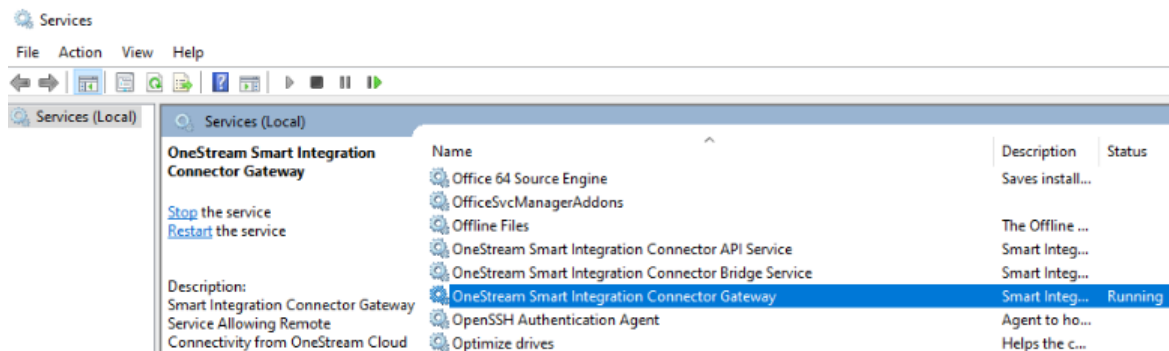 Services
File Action View Help
Services (Local)
Services (Local)
OneStream Smart Integration
Connector Gateway
Stop the service
Restart the service
Description:
Smart Integration Connector Gateway
Service Allowing Remote
Connectivity from OneStream Cloud
Name Description Status
Office 64 Source Engine Saves install...
OfficeSvcManagerAddons
Offline Files The Offline ...
OneStream Smart Integration Connector API Service Smart Integ...
OneStream Smart Integration Connector Bridge Service Smart Integ...
OneStream Smart Integration Connector Gateway Smart Integ... Running
OpenSSH Authentication Agent Agent to ho...
Optimize drives Helps the c...